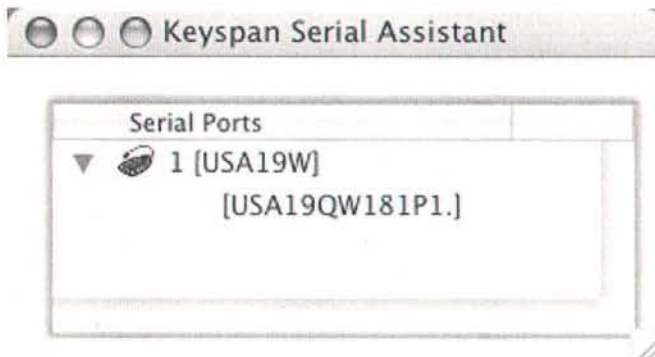 Keyspan Serial Assistant
Serial Ports
1 [USA19W]
[USA19QW181P1.]